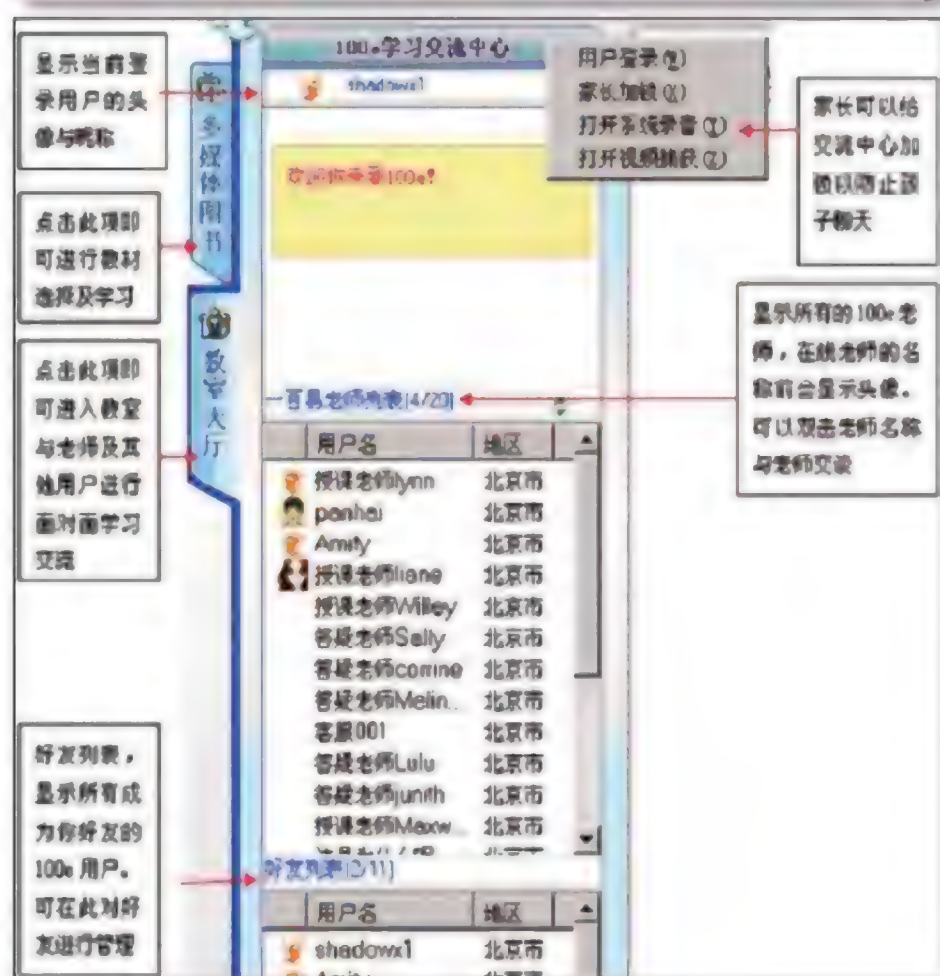 100e学习交流中心
shadowx1
显示当前登
录用户的头
像与昵称
用户登录
家长加锁(X)
打开系统录音(Y)
打开视频捕获(Z)
家长可以给
交流中心加
锁以防止孩
子聊天
多媒体图书
欢迎你来到100e!
点击此项即
可进行教材
选择及学习
教室大厅
点击此项即
可进入教室
与老师及其
他用户进行
面对面学习
交流
显示所有的100e老
师，在线老师的名
称前会显示头像。
可以双击老师名称
与老师交谈
百易老师列表[4/20]
用户名 地区
授课老师lynn 北京市
panhai 北京市
Amity 北京市
授课老师liane 北京市
授课老师Willey 北京市
答疑老师Sally 北京市
答疑老师corrine 北京市
答疑老师Melin.. 北京市
客服001 北京市
答疑老师Lulu 北京市
答疑老师junith 北京市
授课老师Maxw.. 北京市
好友列表，
显示所有成
为你好友的
100e用户。
可在此对好
友进行管理
好友列表[2/11]
用户名 地区
shadowx1 北京市